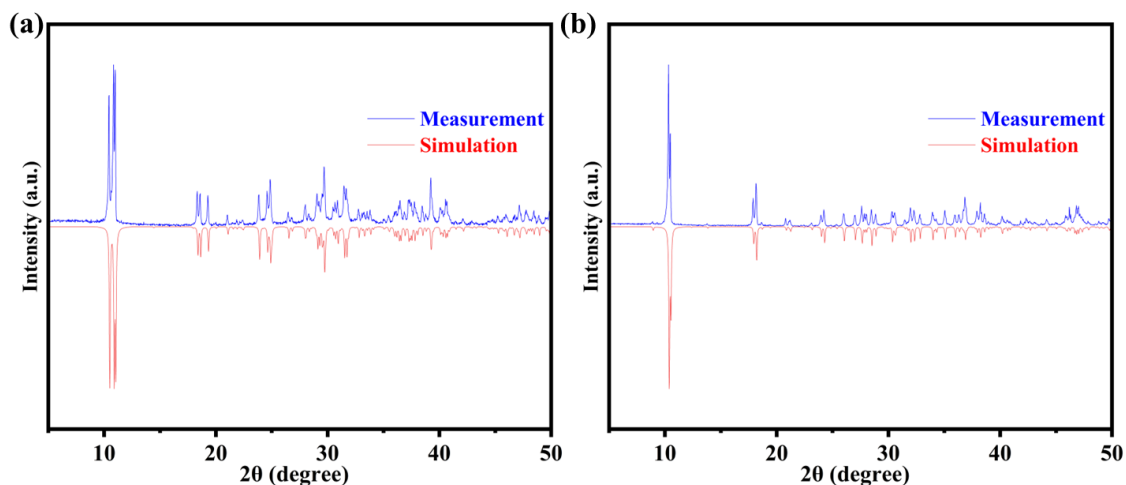 (a)
Intensity (a.u.)
Measurement
Simulation
10 20 30 40 50
2θ (degree)
(b)
Intensity (a.u.)
Measurement
Simulation
10 20 30 40 50
2θ (degree)